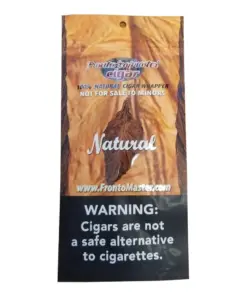 cigar
100% NATURAL CIGAR WRAPPER
NOT FOR SALE TO MINORS
Natural
www.FrontoMaster.com
WARNING:
Cigars are not
a safe alternative
to cigarettes.